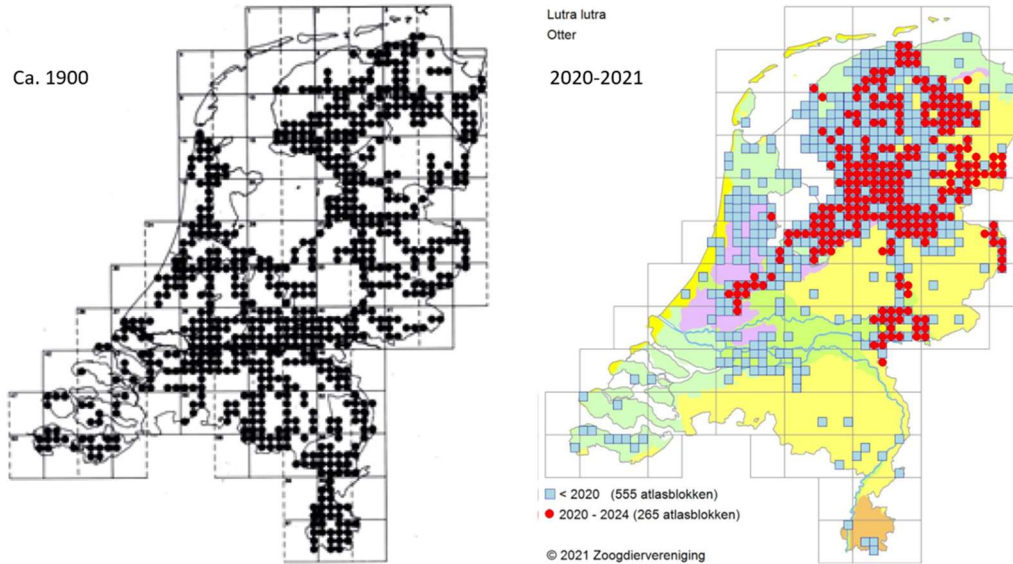 Ca. 1900
Lutra lutra
Otter
2020-2021
< 2020 (555 atlasblokken)
2020 - 2024 (265 atlasblokken)
© 2021 Zoogdiervereniging